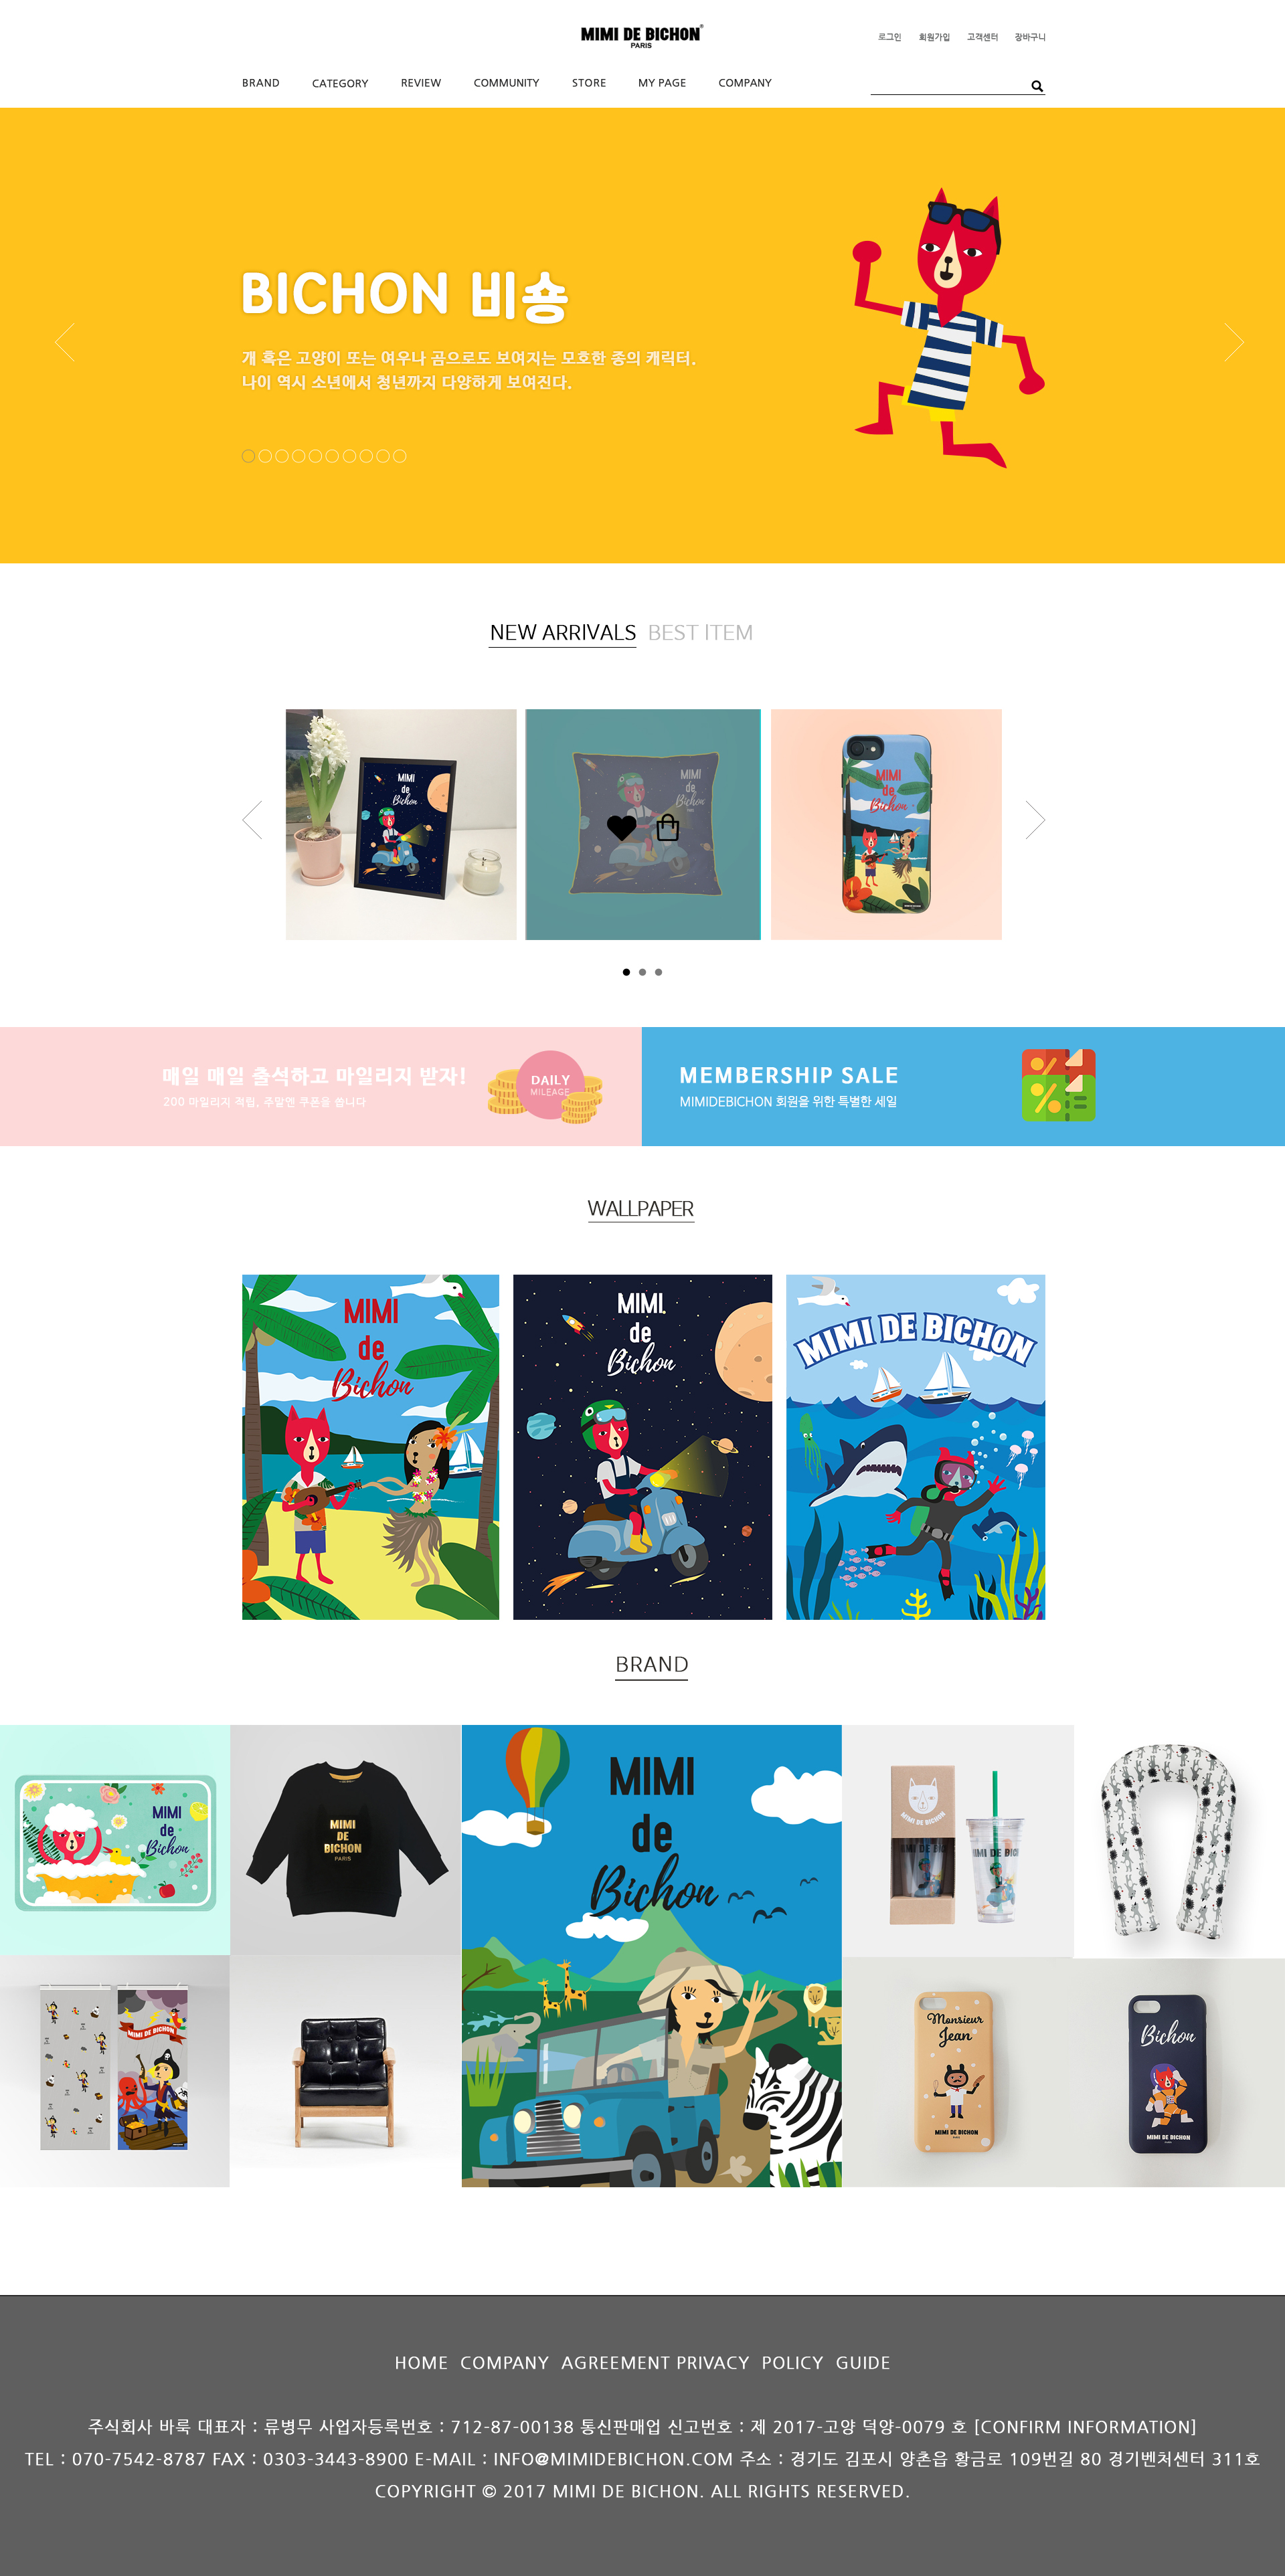 MIMI DE BICHON®
PARIS
로그인 회원가입 고객센터 장바구니
BRAND CATEGORY REVIEW COMMUNITY STORE MY PAGE COMPANY
BICHON 비숑
개 혹은 고양이 또는 여우나 곰으로도 보여지는 모호한 종의 캐릭터.
나이 역시 소년에서 청년까지 다양하게 보여진다.
NEW ARRIVALS BEST ITEM
MIMI
de
Bichon
MIMI
de
Bichon
MIMI
de
Bichon
매일 매일 출석하고 마일리지 받자!
200 마일리지 적립, 주말엔 쿠폰을 쏩니다
DAILY
MILEAGE
MEMBERSHIP SALE
MIMIDEBICHON 회원을 위한 특별한 세일
WALLPAPER
MIMI
de
Bichon
MIMI
de
Bichon
MIMI DE BICHON
BRAND
MIMI
de
Bichon
MIMI
DE
BICHON
PARIS
MIMI
de
Bichon
MIMI DE BICHON
MIMI DE BICHON
Monsieur
Jean
MIMI DE BICHON
PARIS
Bichon
MIMI DE BICHON
PARIS
HOME COMPANY AGREEMENT PRIVACY POLICY GUIDE
주식회사 바룩 대표자 : 류병무 사업자등록번호 : 712-87-00138 통신판매업 신고번호 : 제 2017-고양 덕양-0079 호 [CONFIRM INFORMATION]
TEL : 070-7542-8787 FAX : 0303-3443-8900 E-MAIL : INFO@MIMIDEBICHON.COM 주소 : 경기도 김포시 양촌읍 황금로 109번길 80 경기벤처센터 311호
COPYRIGHT © 2017 MIMI DE BICHON. ALL RIGHTS RESERVED.